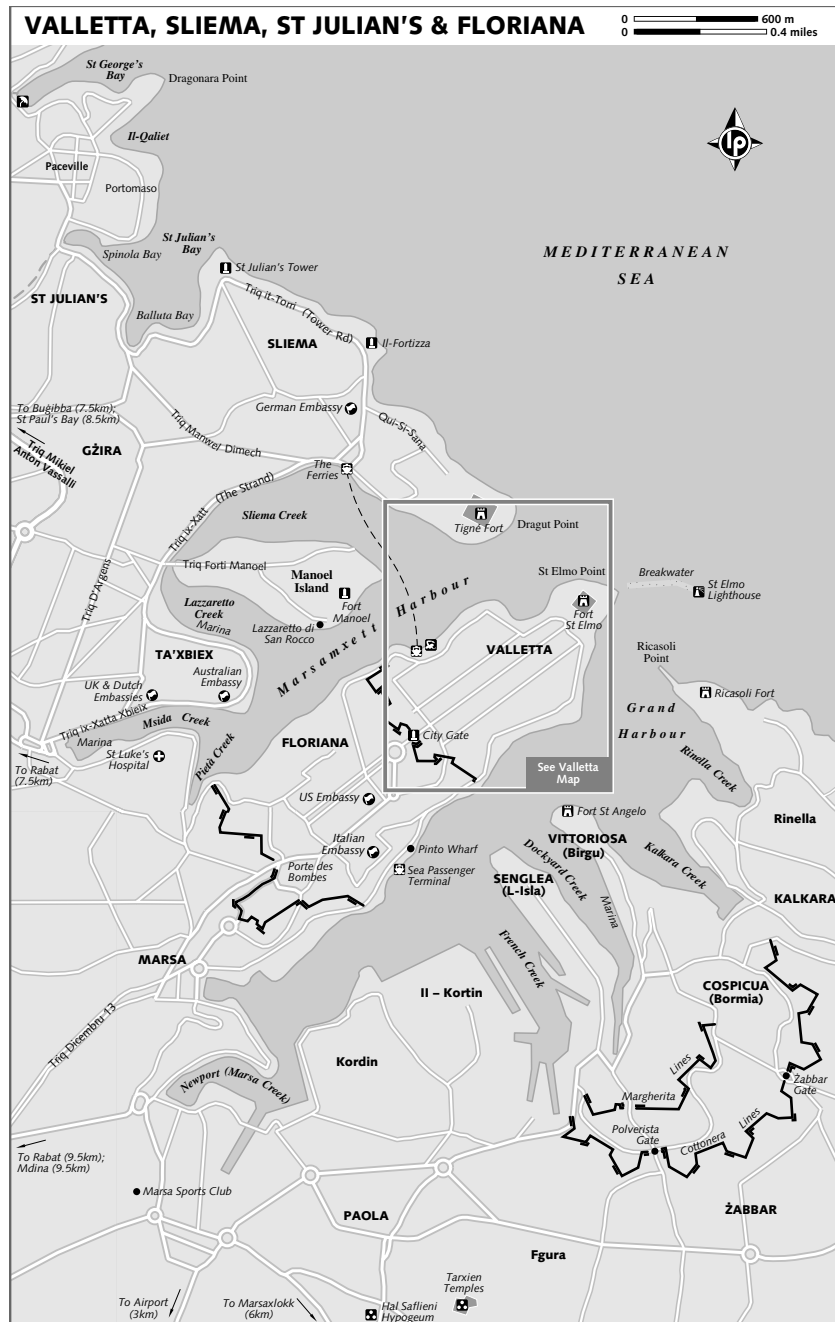 VALLETTA, SLIEMA, ST JULIAN'S & FLORIANA
0 600 m
0 0.4 miles
St George's
Bay
Dragonara Point
lp
Il-Qaliet
Paceville
Portomaso
St Julian's
Bay
Spinola Bay
St Julian's Tower
MEDITERRANEAN
SEA
ST JULIAN'S
Balluta Bay
Triq it-Torri (Tower Rd)
SLIEMA
Il-Fortizza
To Buġibba (7.5km);
St Paul's Bay (8.5km)
German Embassy
Qui-Si-Sana
Triq Manwel Dimech
Triq Mikiel
Anton Vassalli
GŻIRA
The
Ferries
Triq ix-Xatt (The Strand)
Sliema Creek
Tigné Fort
Dragut Point
Triq Forti Manoel
Manoel
Island
Fort
Manoel
St Elmo Point
Breakwater
St Elmo
Lighthouse
Fort
St Elmo
Triq D'Argens
Lazzaretto
Creek
Marina
Lazzaretto di
San Rocco
Marsamxett Harbour
VALLETTA
Ricasoli
Point
TA'XBIEX
UK & Dutch
Embassies
Australian
Embassy
Ricasoli Fort
Grand
Harbour
Triq ix-Xatta Xbieix
Msida Creek
Marina
St Luke's
Hospital
Pietà Creek
FLORIANA
City Gate
Rinella Creek
To Rabat
(7.5km)
See Valletta
Map
US Embassy
Fort St Angelo
Rinella
Italian
Embassy
Pinto Wharf
VITTORIOSA
(Birgu)
Kalkara Creek
Porte des
Bombes
Sea Passenger
Terminal
SENGLEA
(L-Isla)
Dockyard Creek
Marina
KALKARA
French Creek
MARSA
COSPICUA
(Bormia)
Il – Kortin
Triq Dicembru 13
Kordin
Newport (Marsa Creek)
Margherita Lines
Żabbar
Gate
Polverista
Gate
Cottonera Lines
To Rabat (9.5km);
Mdina (9.5km)
Marsa Sports Club
PAOLA
ŻABBAR
Fgura
To Airport
(3km)
To Marsaxlokk
(6km)
Hal Saflieni
Hypogeum
Tarxien
Temples